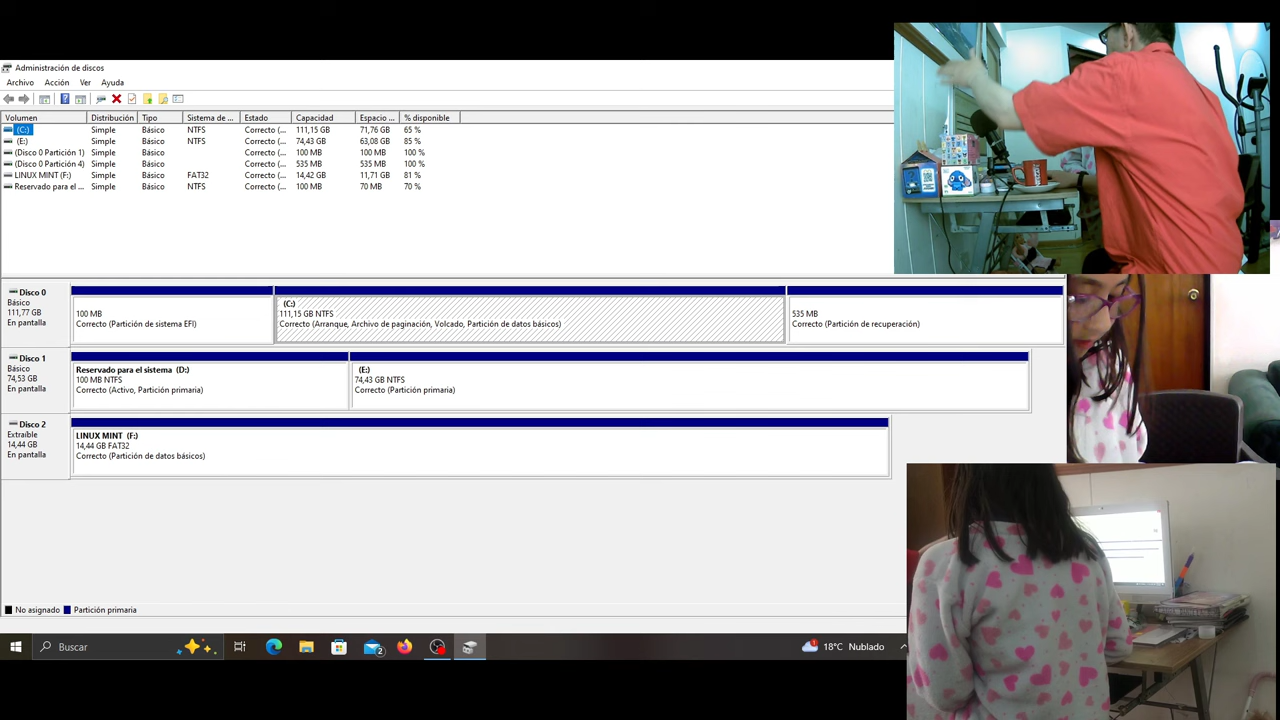 Administración de discos
Archivo Acción Ver Ayuda
Volumen Distribución Tipo Sistema de ... Estado Capacidad Espacio ... % disponible
(C:) Simple Básico NTFS Correcto (... 111,15 GB 71,76 GB 65 %
(E:) Simple Básico NTFS Correcto (... 74,43 GB 63,08 GB 85 %
(Disco 0 Partición 1) Simple Básico Correcto (... 100 MB 100 MB 100 %
(Disco 0 Partición 4) Simple Básico Correcto (... 535 MB 535 MB 100 %
LINUX MINT (F:) Simple Básico FAT32 Correcto (... 14,42 GB 11,71 GB 81 %
Reservado para el ... Simple Básico NTFS Correcto (... 100 MB 70 MB 70 %
Disco 0
Básico
111,77 GB
En pantalla
100 MB
Correcto (Partición de sistema EFI)
(C:)
111,15 GB NTFS
Correcto (Arranque, Archivo de paginación, Volcado, Partición de datos básicos)
535 MB
Correcto (Partición de recuperación)
Disco 1
Básico
74,53 GB
En pantalla
Reservado para el sistema (D:)
100 MB NTFS
Correcto (Activo, Partición primaria)
(E:)
74,43 GB NTFS
Correcto (Partición primaria)
Disco 2
Extraíble
14,44 GB
En pantalla
LINUX MINT (F:)
14,44 GB FAT32
Correcto (Partición de datos básicos)
No asignado Partición primaria
Buscar 2 1 18°C Nublado